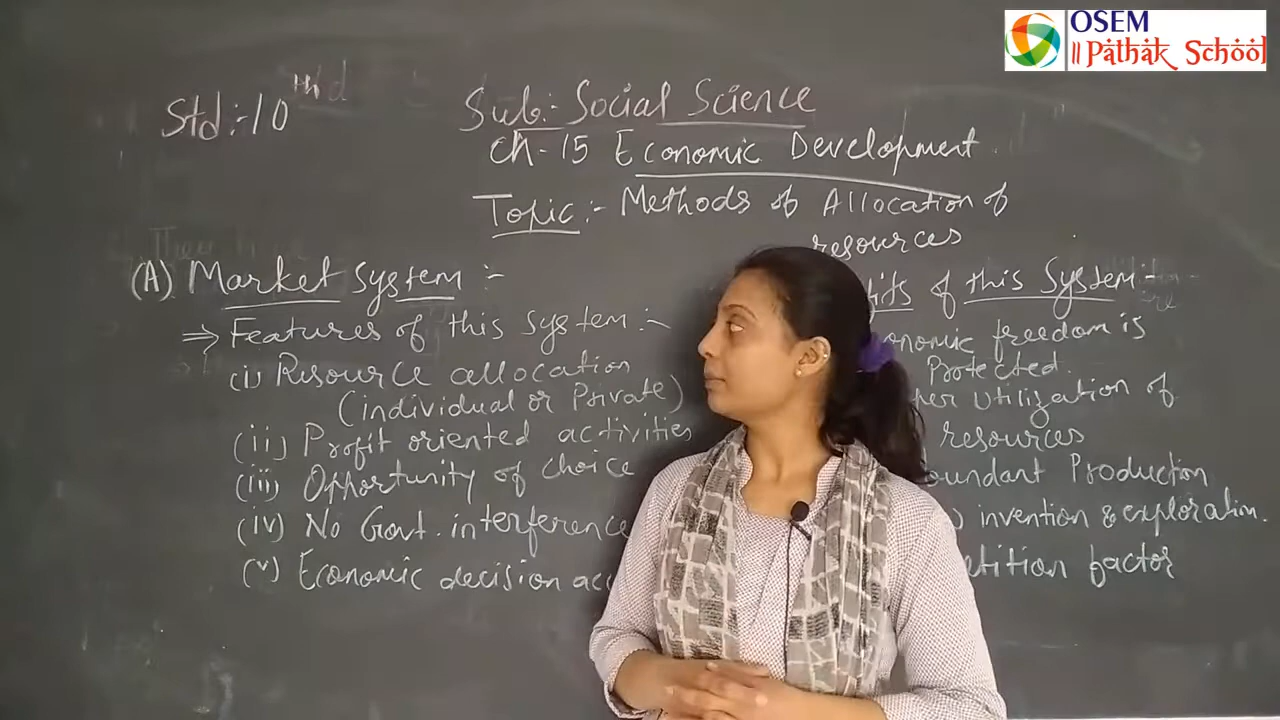 OSEM
॥ Pathak School
Std:-10th
Sub:- Social Science
Ch-15 Economic Development
Topic:- Methods of Allocation of
resources
(A) Market System :-
⇒ Features of this System :-
(i) Resource allocation
(individual or Private)
(ii) Profit oriented activities
(iii) Opportunity of choice
(iv) No Govt. interference
(v) Economic decision
of this System :-
freedom is
Protected.
Utilization of
resources
Production
invention & exploration.
factor